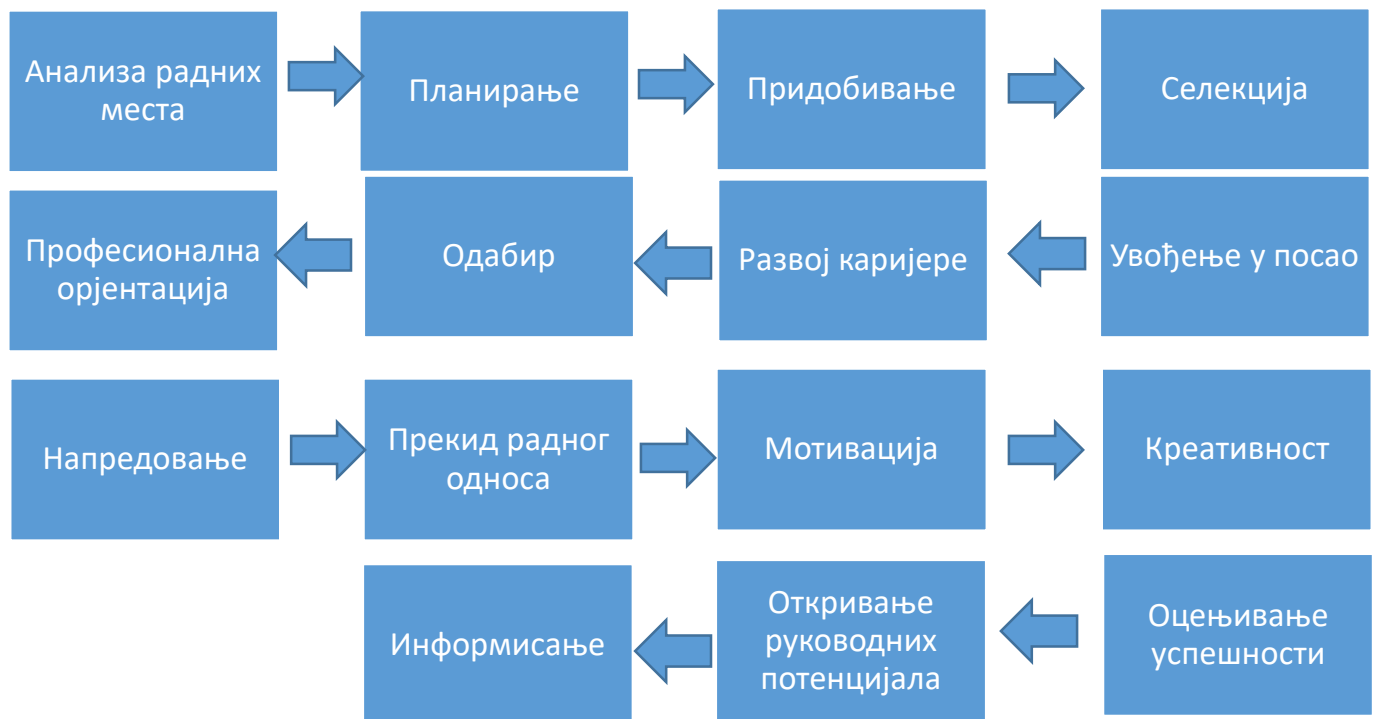 Анализа радних
места
Планирање
Придобивање
Селекција
Увођење у посао
Развој каријере
Одабир
Професионална
орјентација
Напредовање
Прекид радног
односа
Мотивација
Креативност
Оцењивање
успешности
Откривање
руководних
потенцијала
Информисање